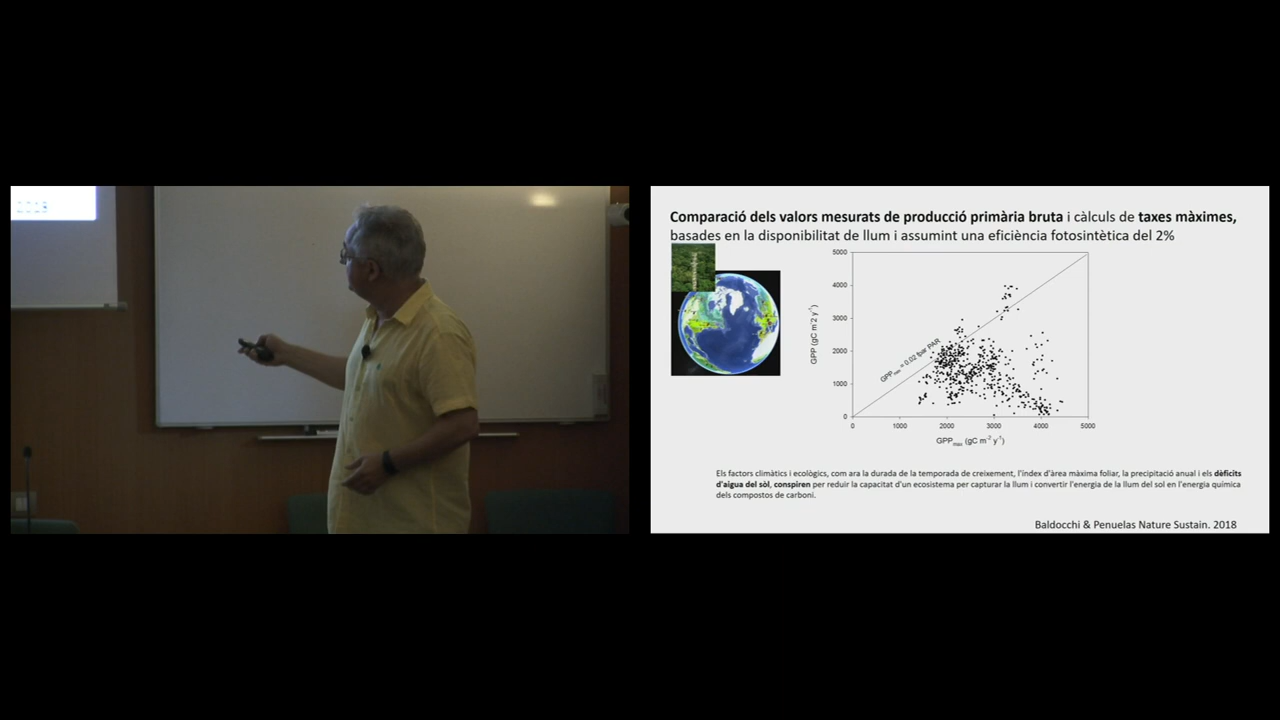 2018
Comparació dels valors mesurats de producció primària bruta i càlculs de taxes màximes,
basades en la disponibilitat de llum i assumint una eficiència fotosintètica del 2%
5000
4000
3000
2000
1000
0
GPP (gC m 2 y⁻¹)
GPPmax = 0.02 fpar PAR
0 1000 2000 3000 4000 5000
GPPmax (gC m⁻² y⁻¹)
Els factors climàtics i ecològics, com ara la durada de la temporada de creixement, l'índex d'àrea màxima foliar, la precipitació anual i els dèficits
d'aigua del sòl, conspiren per reduir la capacitat d'un ecosistema per capturar la llum i convertir l'energia de la llum del sol en l'energia química
dels compostos de carboni.
Baldocchi & Penuelas Nature Sustain. 2018